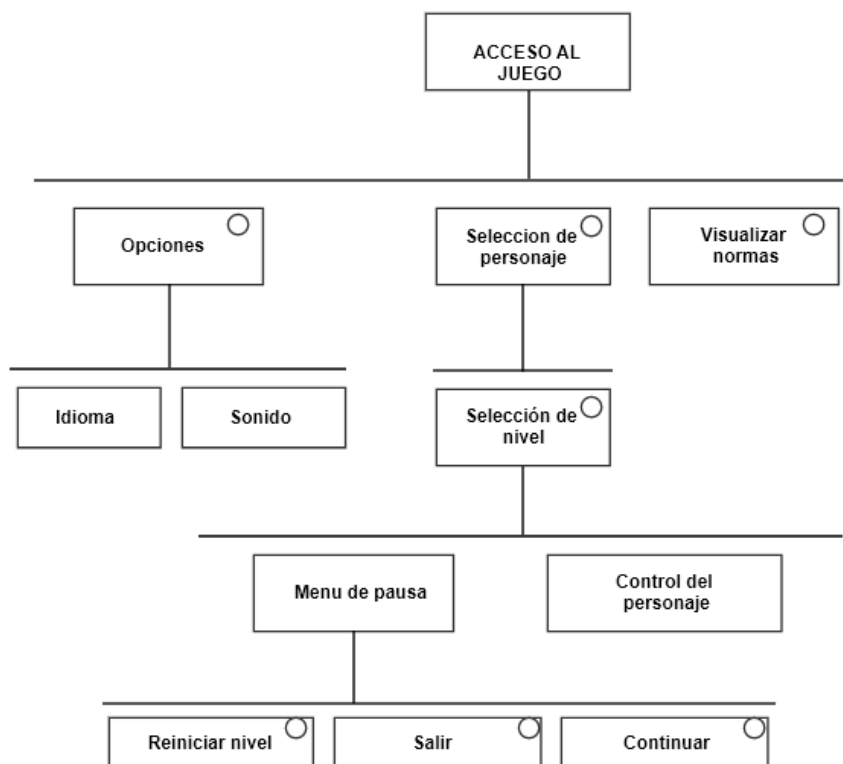 ACCESO AL
JUEGO
Opciones
Seleccion de
personaje
Visualizar
normas
Idioma
Sonido
Selección de
nivel
Menu de pausa
Control del
personaje
Reiniciar nivel
Salir
Continuar